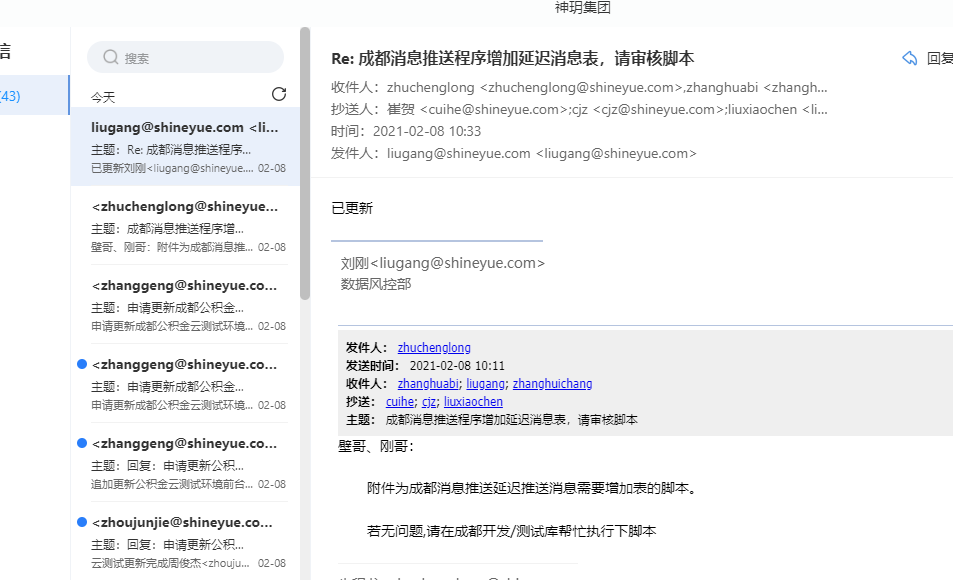 神玥集团
信
(43)
搜索
今天
liugang@shineyue.com <li...
主题：Re: 成都消息推送程序...
已更新刘刚<liugang@shineyue.... 02-08
<zhuchenglong@shineyue...
主题：成都消息推送程序增...
壁哥、刚哥：附件为成都消息推... 02-08
<zhanggeng@shineyue.co...
主题：申请更新成都公积金...
申请更新成都公积金云测试环境... 02-08
<zhanggeng@shineyue.co...
主题：申请更新成都公积金...
申请更新成都公积金云测试环境... 02-08
<zhanggeng@shineyue.co...
主题：回复：申请更新公积...
追加更新公积金云测试环境前台... 02-08
<zhoujunjie@shineyue.co...
主题：回复：申请更新公积...
云测试更新完成周俊杰<zhouju... 02-08
Re: 成都消息推送程序增加延迟消息表，请审核脚本
回复
收件人：zhuchenglong <zhuchenglong@shineyue.com>,zhanghuabi <zhangh...
抄送人：崔贺 <cuihe@shineyue.com>;cjz <cjz@shineyue.com>;liuxiaochen <li...
时间：2021-02-08 10:33
发件人：liugang@shineyue.com <liugang@shineyue.com>
已更新
刘刚<liugang@shineyue.com>
数据风控部
发件人： zhuchenglong
发送时间： 2021-02-08 10:11
收件人： zhanghuabi; liugang; zhanghuichang
抄送： cuihe; cjz; liuxiaochen
主题： 成都消息推送程序增加延迟消息表，请审核脚本
壁哥、刚哥：
附件为成都消息推送延迟推送消息需要增加表的脚本。
若无问题,请在成都开发/测试库帮忙执行下脚本